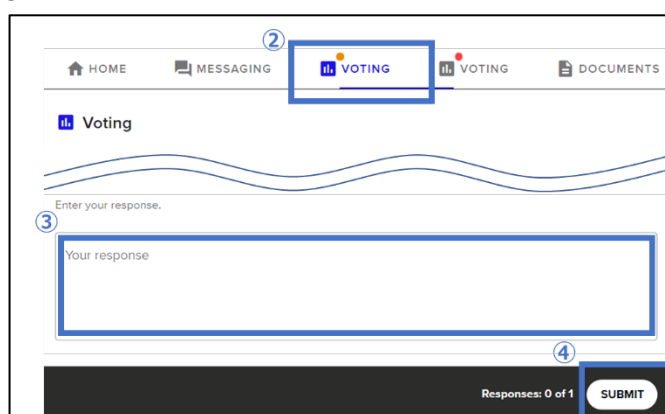 ②
HOME MESSAGING VOTING VOTING DOCUMENTS
Voting
Enter your response.
③
Your response
④
Responses: 0 of 1 SUBMIT